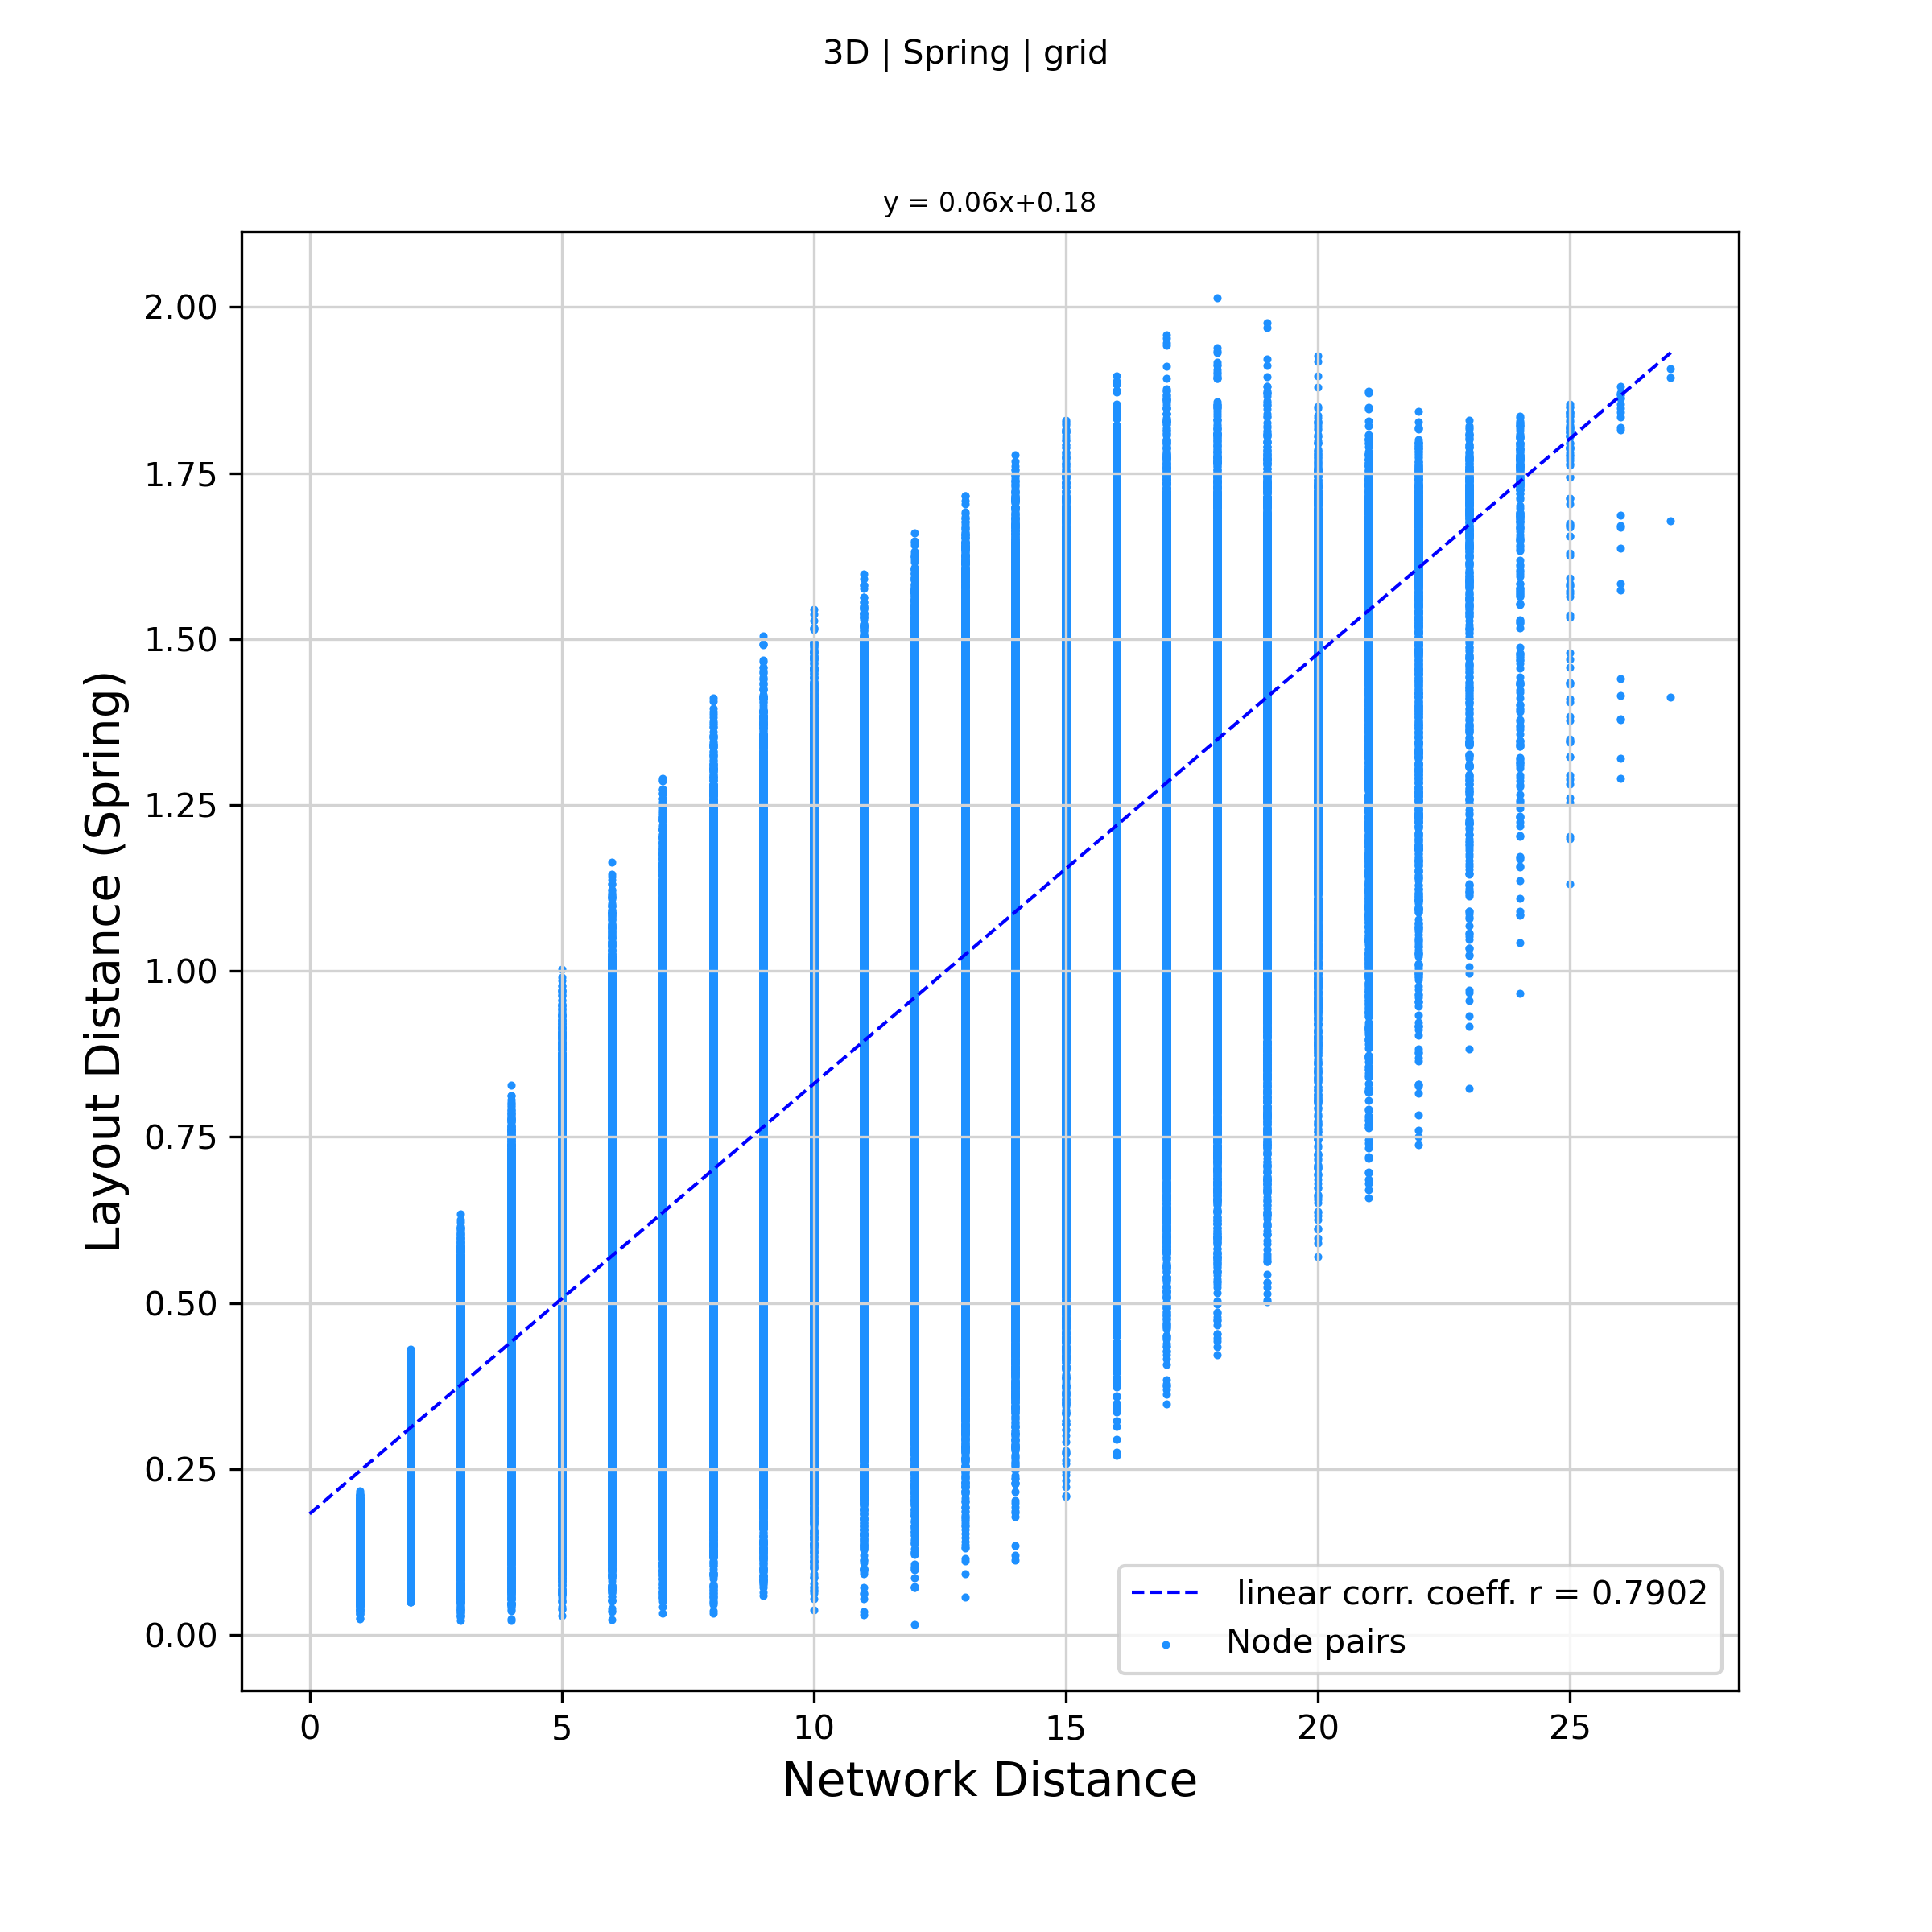 3D | Spring | grid
y = 0.06x+0.18
Layout Distance (Spring)
2.00
1.75
1.50
1.25
1.00
0.75
0.50
0.25
0.00
linear corr. coeff. r = 0.7902
Node pairs
0 5 10 15 20 25
Network Distance